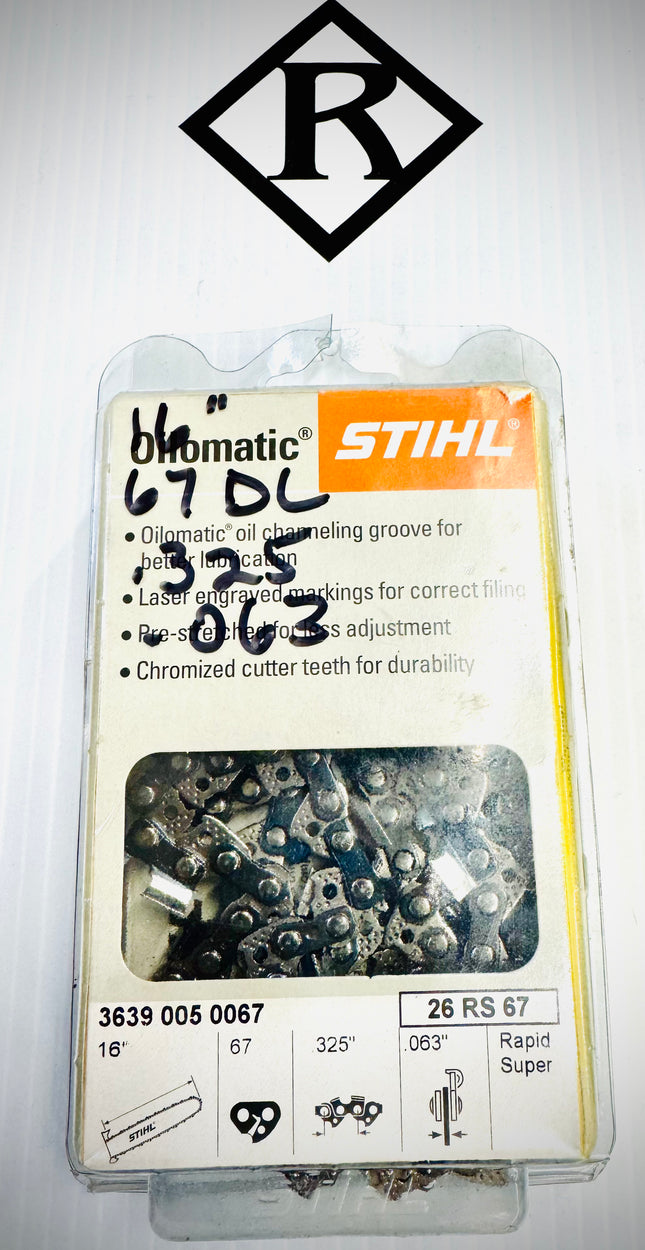 R
16"
Oilomatic® STIHL®
67 DL
• Oilomatic® oil channeling groove for
better lubrication
.325
• Laser engraved markings for correct filing
.063
• Pre-stretched for less adjustment
• Chromized cutter teeth for durability
3639 005 0067
26 RS 67
16"
67
.325"
.063"
Rapid
Super
STIHL
STIHL